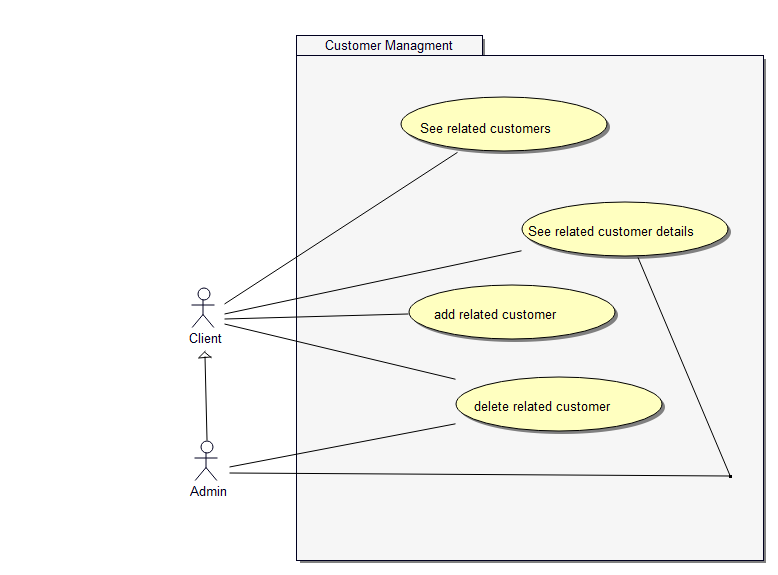 Customer Managment
See related customers
See related customer details
add related customer
Client
delete related customer
Admin